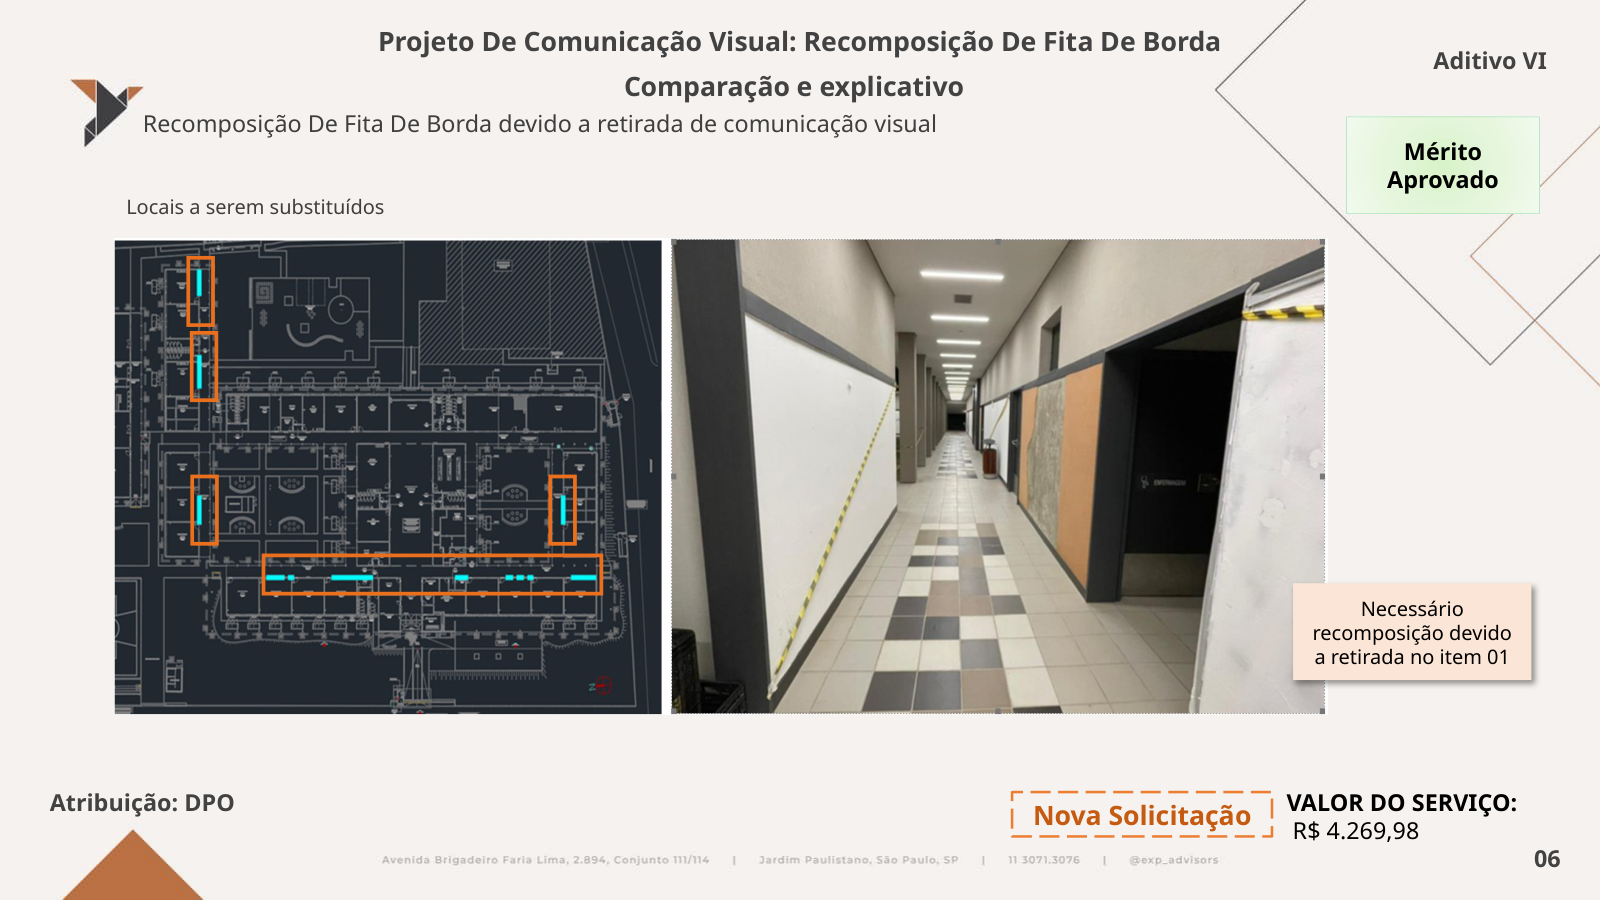 Projeto De Comunicação Visual: Recomposição De Fita De Borda
Comparação e explicativo
Aditivo VI
Recomposição De Fita De Borda devido a retirada de comunicação visual
Mérito
Aprovado
Locais a serem substituídos
ENFERMAGEM
Necessário
recomposição devido
a retirada no item 01
Atribuição: DPO
Nova Solicitação
VALOR DO SERVIÇO:
R$ 4.269,98
Avenida Brigadeiro Faria Lima, 2.894, Conjunto 111/114 | Jardim Paulistano, São Paulo, SP | 11 3071.3076 | @exp_advisors
06